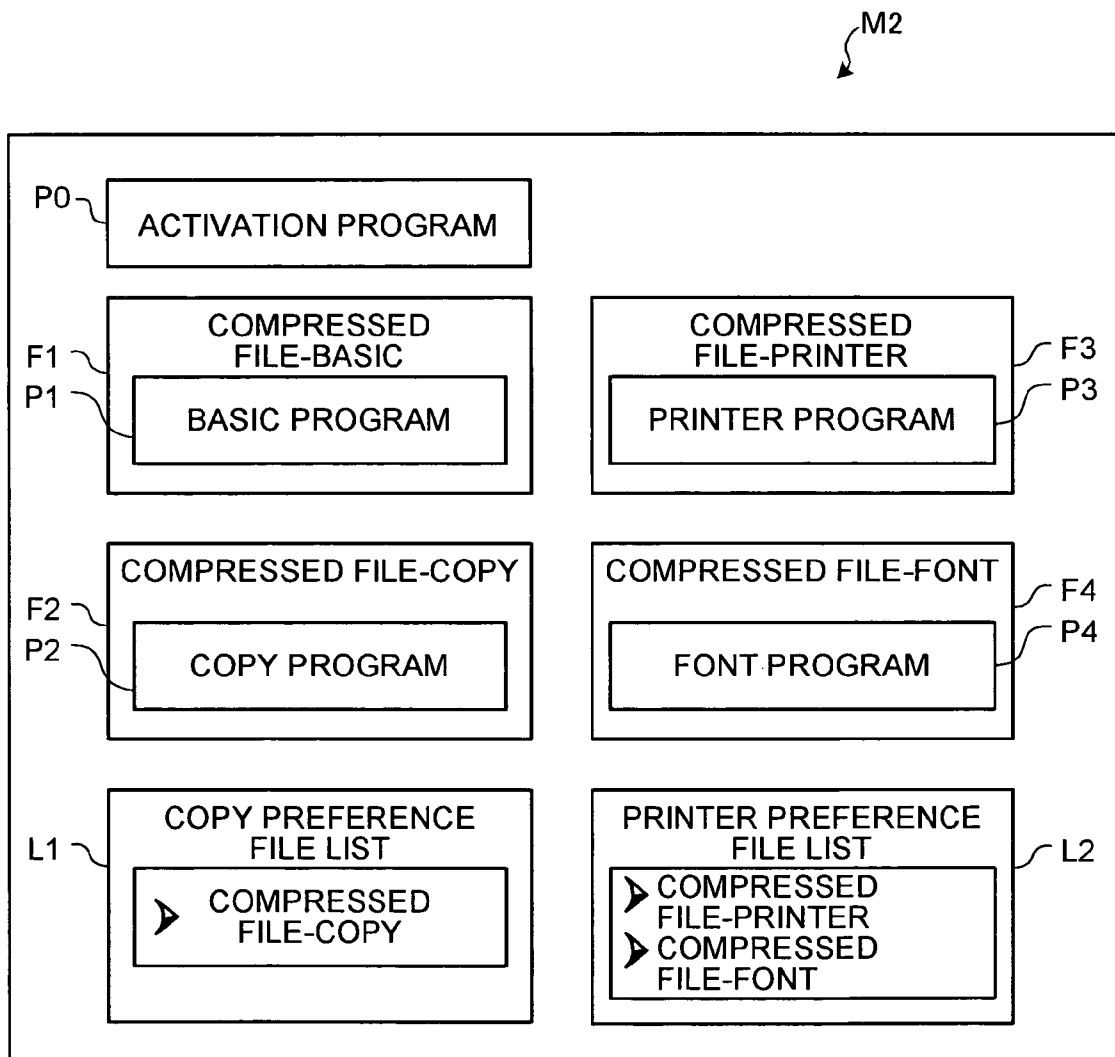 M2
P0
ACTIVATION PROGRAM
F1
COMPRESSED
FILE-BASIC
P1
BASIC PROGRAM
COMPRESSED
FILE-PRINTER
F3
PRINTER PROGRAM
P3
COMPRESSED FILE-COPY
F2
P2
COPY PROGRAM
COMPRESSED FILE-FONT
F4
FONT PROGRAM
P4
COPY PREFERENCE
FILE LIST
L1
COMPRESSED
FILE-COPY
PRINTER PREFERENCE
FILE LIST
L2
COMPRESSED
FILE-PRINTER
COMPRESSED
FILE-FONT